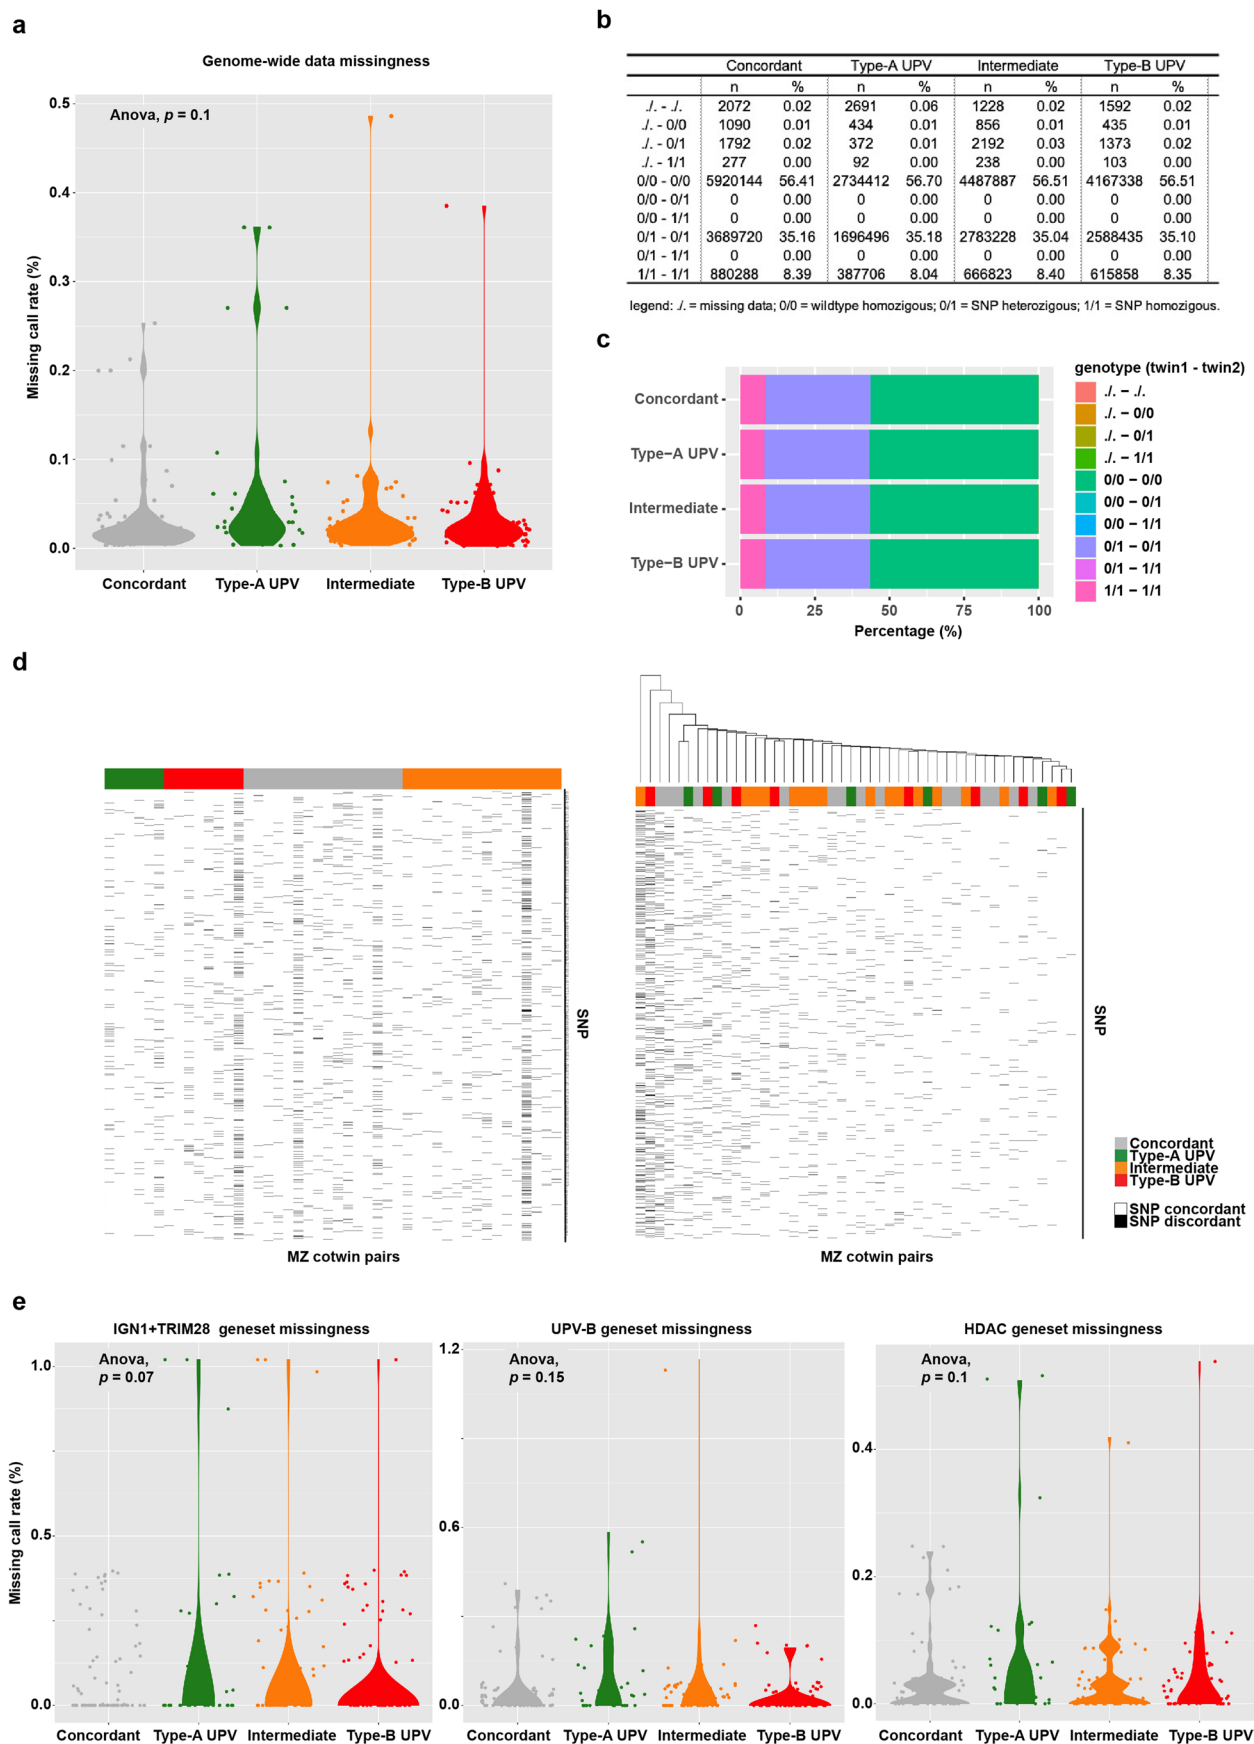 a
Genome-wide data missingness
Anova, p = 0.1
0.5
0.4
0.3
0.2
0.1
0.0
Missing call rate (%)
Concordant Type-A UPV Intermediate Type-B UPV
b
Concordant Type-A UPV Intermediate Type-B UPV
n % n % n % n %
./. - ./. 2072 0.02 2691 0.06 1228 0.02 1592 0.02
./. - 0/0 1090 0.01 434 0.01 856 0.01 435 0.01
./. - 0/1 1792 0.02 372 0.01 2192 0.03 1373 0.02
./. - 1/1 277 0.00 92 0.00 238 0.00 103 0.00
0/0 - 0/0 5920144 56.41 2734412 56.70 4487887 56.51 4167338 56.51
0/0 - 0/1 0 0.00 0 0.00 0 0.00 0 0.00
0/0 - 1/1 0 0.00 0 0.00 0 0.00 0 0.00
0/1 - 0/1 3689720 35.16 1696496 35.18 2783228 35.04 2588435 35.10
0/1 - 1/1 0 0.00 0 0.00 0 0.00 0 0.00
1/1 - 1/1 880288 8.39 387706 8.04 666823 8.40 615858 8.35
legend: ./. = missing data; 0/0 = wildtype homozigous; 0/1 = SNP heterozigous; 1/1 = SNP homozigous.
c
Concordant
Type−A UPV
Intermediate
Type−B UPV
0 25 50 75 100
Percentage (%)
genotype (twin1 - twin2)
./. − ./.
./. − 0/0
./. − 0/1
./. − 1/1
0/0 − 0/0
0/0 − 0/1
0/0 − 1/1
0/1 − 0/1
0/1 − 1/1
1/1 − 1/1
d
SNP
MZ cotwin pairs
SNP
MZ cotwin pairs
Concordant
Type-A UPV
Intermediate
Type-B UPV
SNP concordant
SNP discordant
e
IGN1+TRIM28 geneset missingness
Anova,
p = 0.07
1.0
0.5
0.0
Missing call rate (%)
Concordant Type-A UPV Intermediate Type-B UPV
UPV-B geneset missingness
Anova,
p = 0.15
1.2
0.6
0.0
Concordant Type-A UPV Intermediate Type-B UPV
HDAC geneset missingness
Anova,
p = 0.1
0.4
0.2
0.0
Concordant Type-A UPV Intermediate Type-B UPV